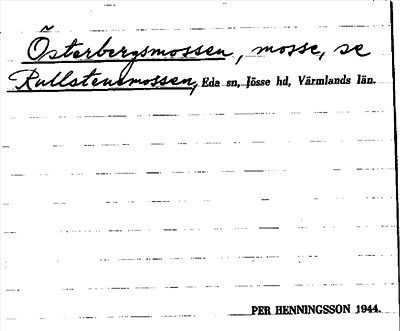 Österbergsmossen, mosse, se
Rullstensmossen, Eda sn, Jösse hd, Värmlands län.
PER HENNINGSSON 1944.